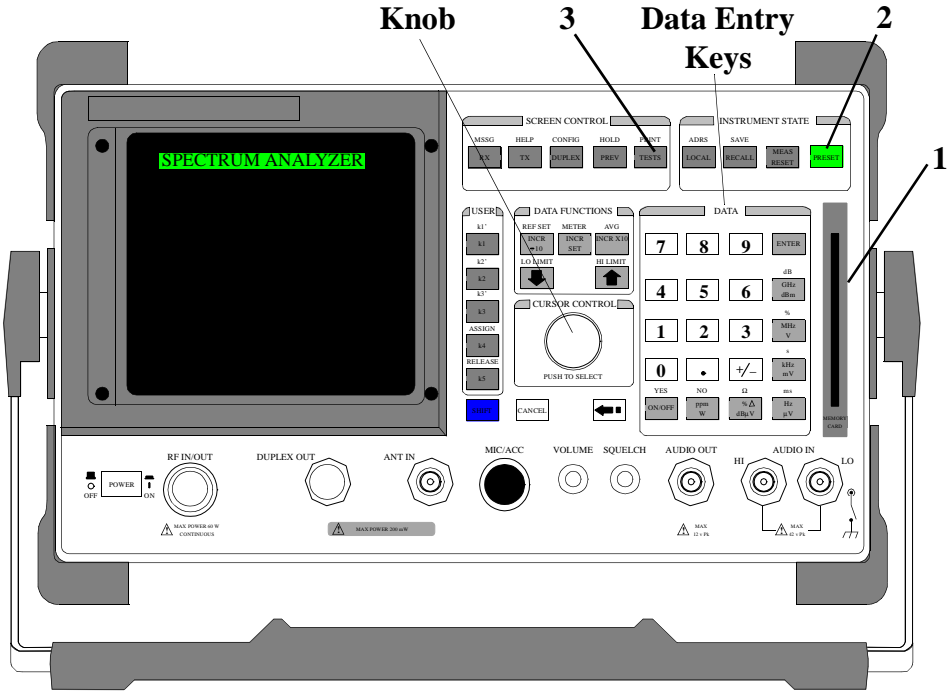 Knob
3
Data Entry
Keys
2
1
SPECTRUM ANALYZER
SCREEN CONTROL
MSSG HELP CONFIG HOLD PRINT
RX TX DUPLEX PREV TESTS
INSTRUMENT STATE
ADRS SAVE
LOCAL RECALL MEAS RESET PRESET
USER
k1'
k1
k2'
k2
k3'
k3
ASSIGN
k4
RELEASE
k5
SHIFT
DATA FUNCTIONS
REF SET METER AVG
INCR ÷10 INCR SET INCR X10
LO LIMIT HI LIMIT
CURSOR CONTROL
PUSH TO SELECT
CANCEL
DATA
7 8 9 ENTER
dB
4 5 6 GHz dBm
%
1 2 3 MHz V
s
0 . +/− kHz mV
YES NO Ω ms
ON/OFF ppm W %Δ dBμV Hz μV
MEMORY
CARD
POWER
OFF ON
RF IN/OUT
MAX POWER 60 W
CONTINUOUS
DUPLEX OUT
ANT IN
MAX POWER 200 mW
MIC/ACC
VOLUME
SQUELCH
AUDIO OUT
MAX
12 v Pk
AUDIO IN
HI LO
MAX
42 v Pk